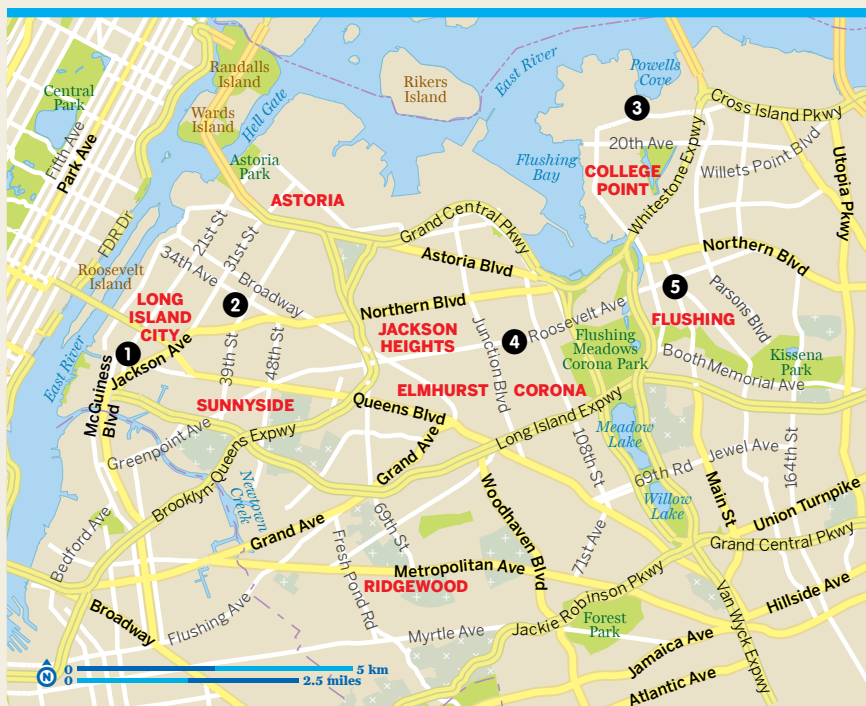 Central
Park
Fifth Ave
Park Ave
Randalls
Island
Wards
Island
Hell Gate
Rikers
Island
East River
Powells
Cove
3
Cross Island Pkwy
20th Ave
Willets Point Blvd
Utopia Pkwy
Flushing
Bay
COLLEGE
POINT
Whitestone Expwy
Astoria
Park
ASTORIA
Grand Central Pkwy
Astoria Blvd
Northern Blvd
FDR Dr
21st St
31st St
34th Ave
Broadway
Roosevelt
Island
LONG
ISLAND
CITY
2
Northern Blvd
JACKSON
HEIGHTS
Junction Blvd
4
Roosevelt Ave
5
FLUSHING
Parsons Blvd
Flushing
Meadows
Corona Park
Kissena
Park
Booth Memorial Ave
East River
1
Jackson Ave
McGuiness
Blvd
39th St
48th St
SUNNYSIDE
ELMHURST
CORONA
Queens Blvd
Grand Ave
Long Island Expwy
Greenpoint Ave
Brooklyn Queens Expwy
Newtown
Creek
Meadow
Lake
108th St
69th Rd
Jewel Ave
164th St
Willow
Lake
Main St
Union Turnpike
Grand Central Pkwy
Bedford Ave
Grand Ave
69th St
Fresh Pond Rd
Woodhaven Blvd
71st Ave
Metropolitan Ave
RIDGEWOOD
Jackie Robinson Pkwy
Forest
Park
Van Wyck Expwy
Hillside Ave
Broadway
Flushing Ave
Myrtle Ave
Jamaica Ave
Atlantic Ave
N
0 5 km
0 2.5 miles